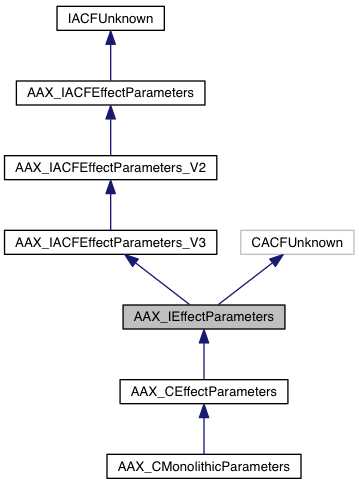 IACFUnknown
AAX_IACFEffectParameters
AAX_IACFEffectParameters_V2
AAX_IACFEffectParameters_V3
CACFUnknown
AAX_IEffectParameters
AAX_CEffectParameters
AAX_CMonolithicParameters